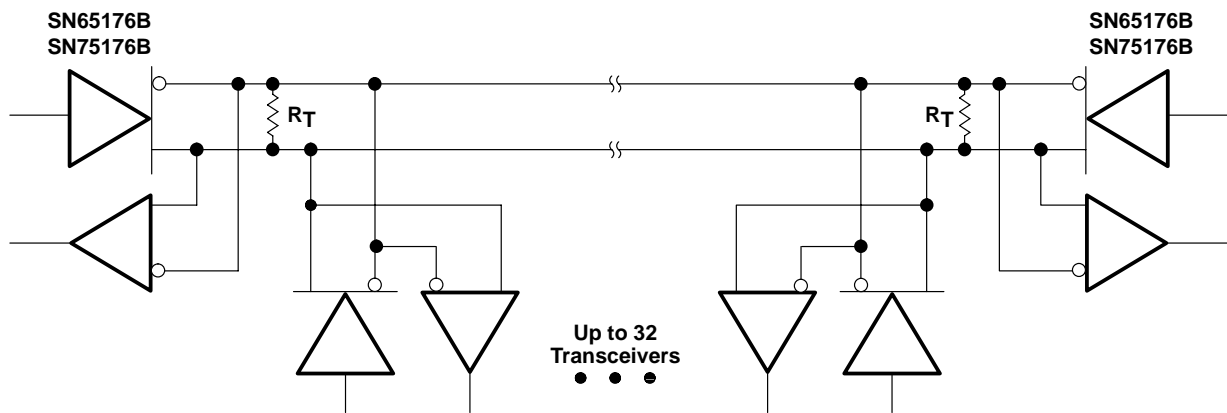 SN65176B
SN75176B
SN65176B
SN75176B
RT
RT
Up to 32
Transceivers